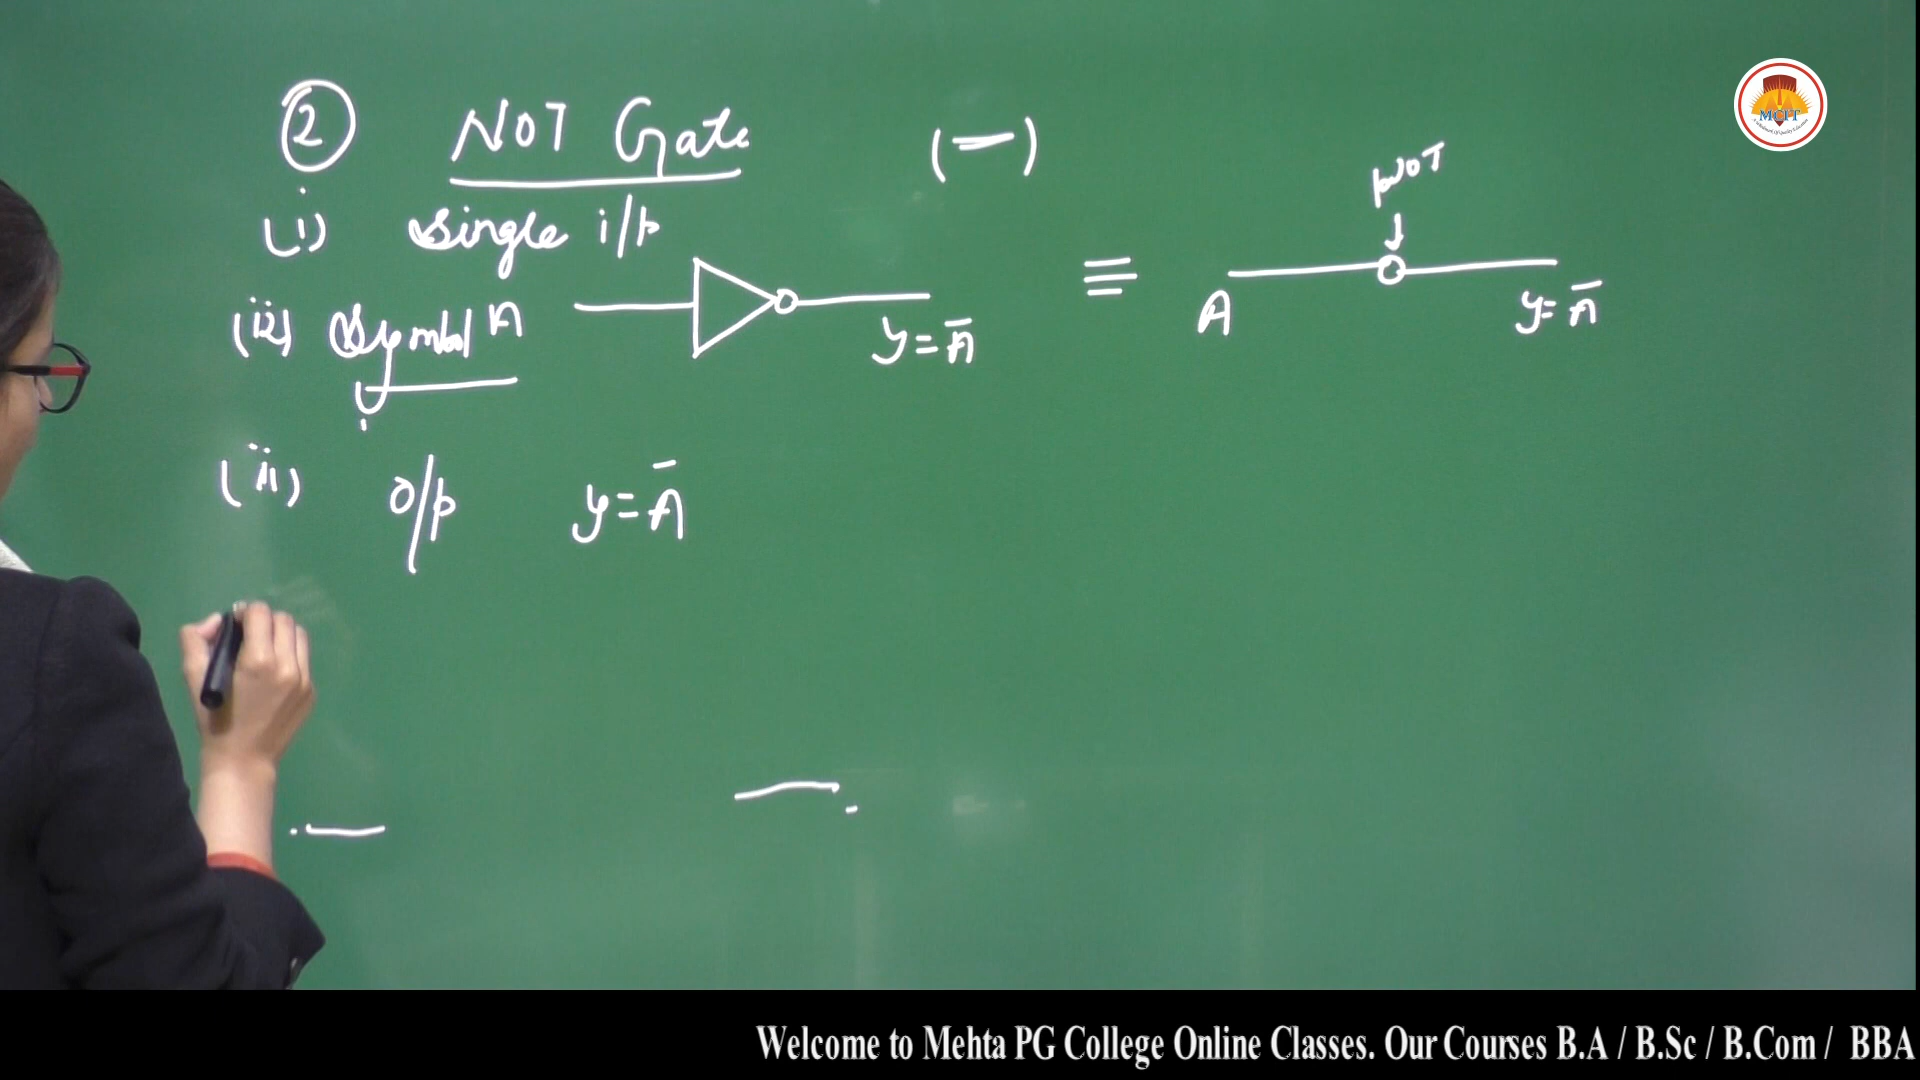 ② NOT Gate (—)
(i) Single i/p
(ii) Symbol A y = Ā
≡ NOT ↓ A y = Ā
(iii) o/p y = Ā
MCPT
Welcome to Mehta PG College Online Classes. Our Courses B.A / B.Sc / B.Com / BBA